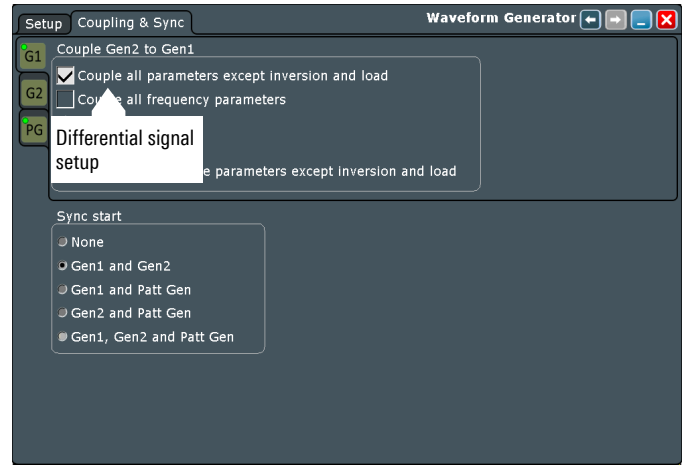 Setup Coupling & Sync Waveform Generator
G1
G2
PG
Couple Gen2 to Gen1
Couple all parameters except inversion and load
all frequency parameters
Differential signal
setup
parameters except inversion and load
Sync start
None
Gen1 and Gen2
Gen1 and Patt Gen
Gen2 and Patt Gen
Gen1, Gen2 and Patt Gen